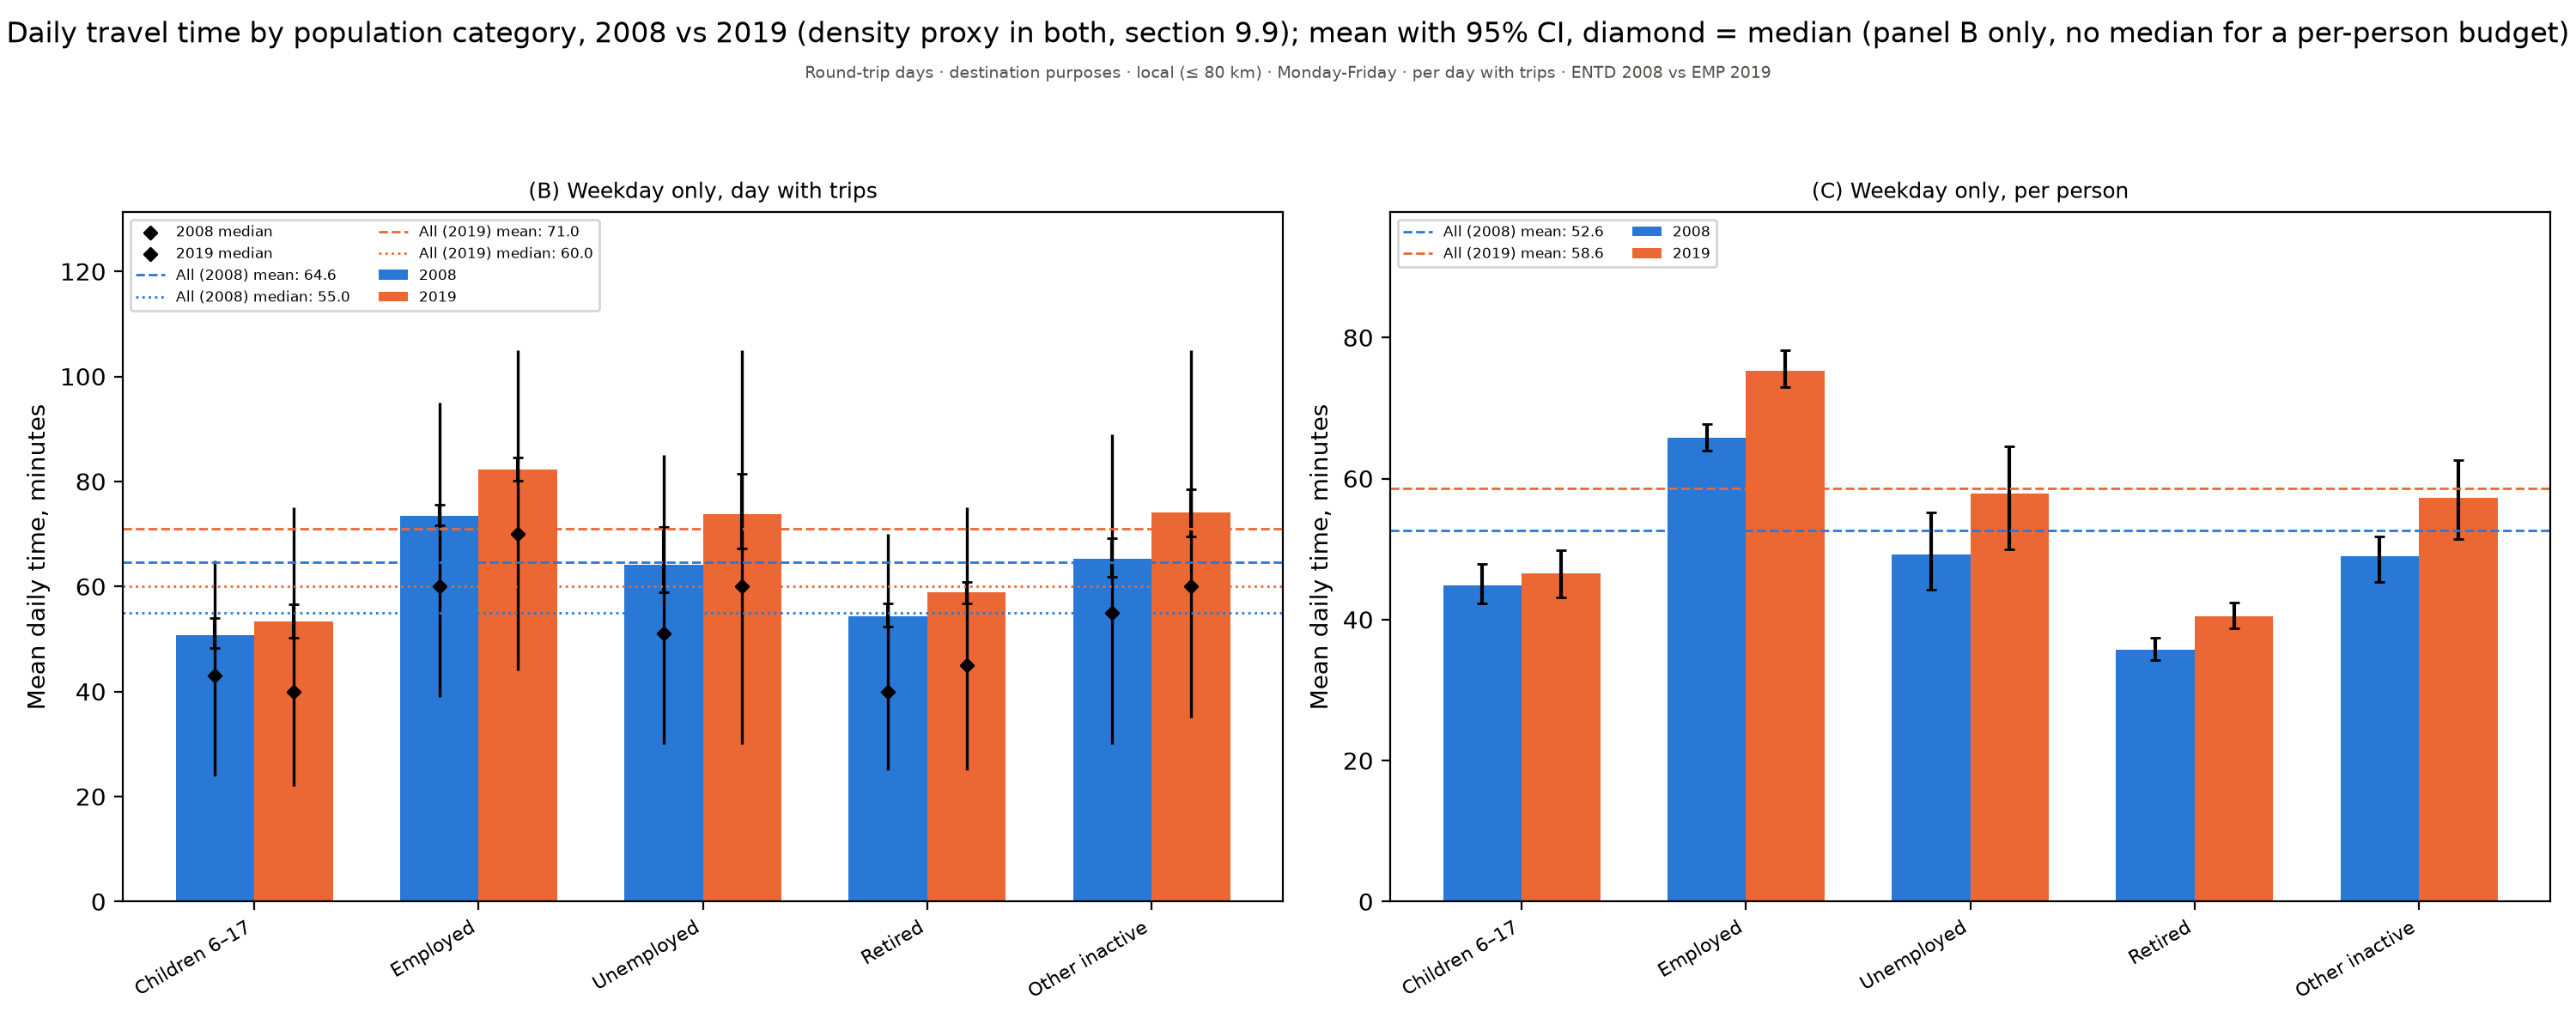 Daily travel time by population category, 2008 vs 2019 (density proxy in both, section 9.9); mean with 95% CI, diamond = median (panel B only, no median for a per-person budget)
Round-trip days · destination purposes · local (≤ 80 km) · Monday-Friday · per day with trips · ENTD 2008 vs EMP 2019
(B) Weekday only, day with trips
2008 median
2019 median
All (2008) mean: 64.6
All (2008) median: 55.0
All (2019) mean: 71.0
All (2019) median: 60.0
2008
2019
Mean daily time, minutes
120
100
80
60
40
20
0
Children 6–17
Employed
Unemployed
Retired
Other inactive
(C) Weekday only, per person
All (2008) mean: 52.6
All (2019) mean: 58.6
2008
2019
Mean daily time, minutes
80
60
40
20
0
Children 6–17
Employed
Unemployed
Retired
Other inactive